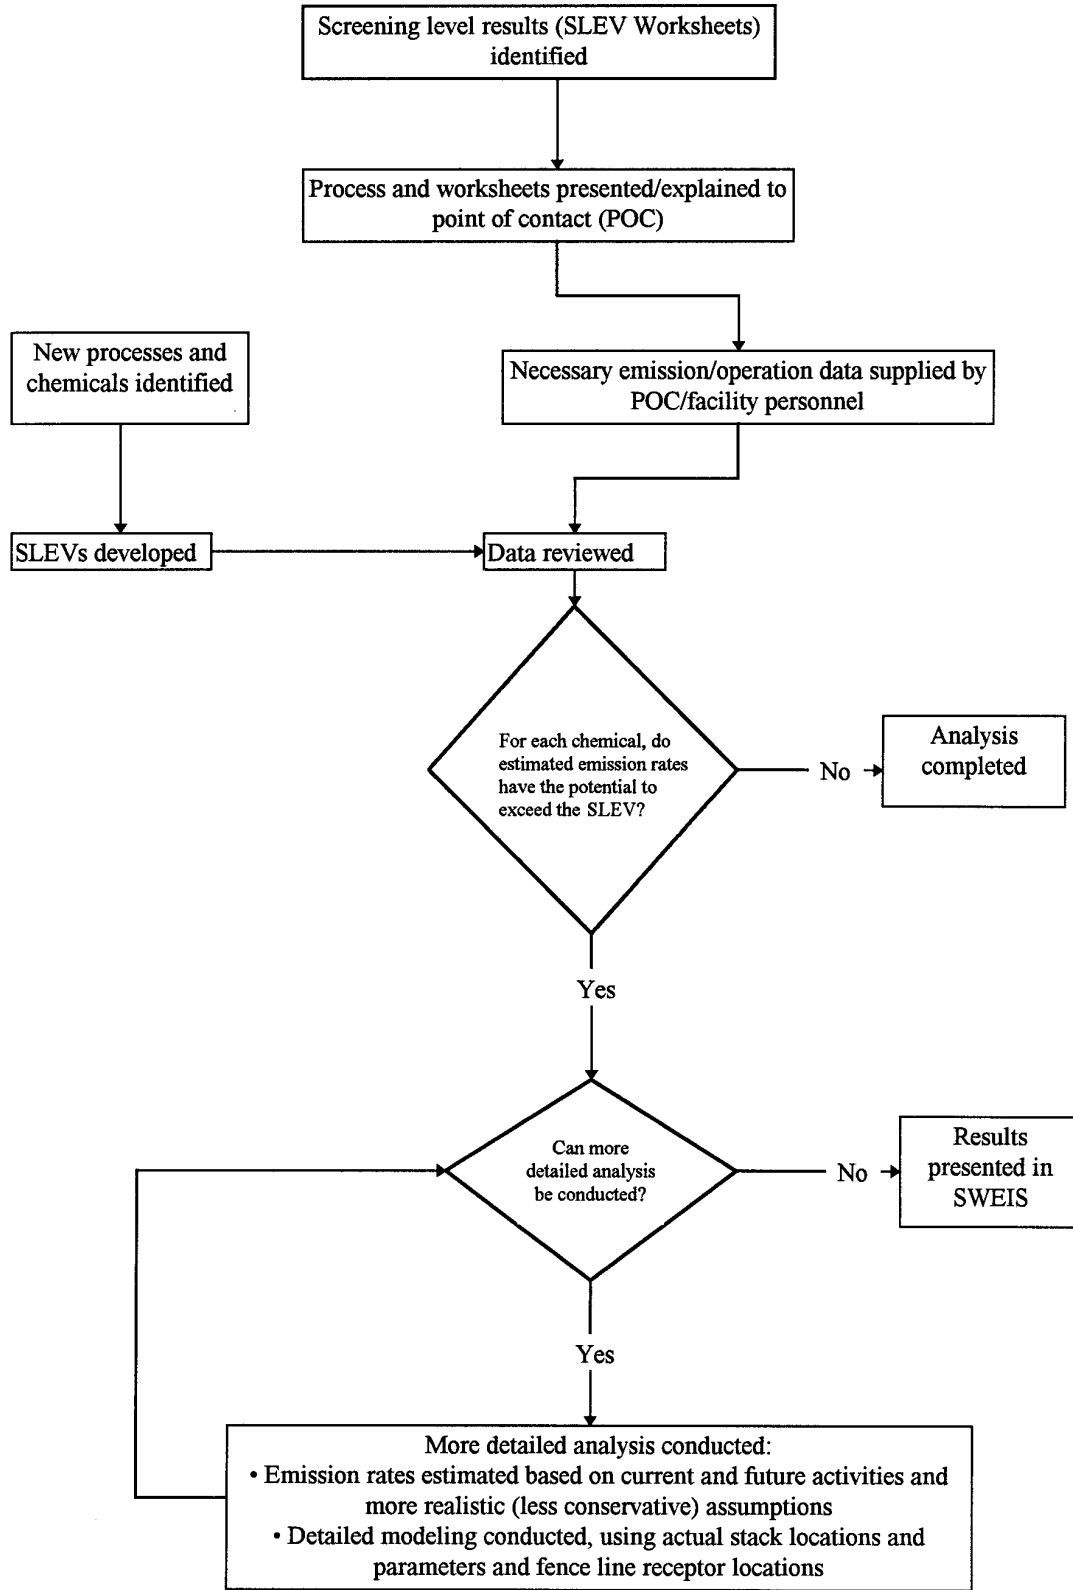 Screening level results (SLEV Worksheets)
identified
Process and worksheets presented/explained to
point of contact (POC)
New processes and
chemicals identified
Necessary emission/operation data supplied by
POC/facility personnel
SLEVs developed
Data reviewed
For each chemical, do
estimated emission rates
have the potential to
exceed the SLEV?
No
Analysis
completed
Yes
Can more
detailed analysis
be conducted?
No
Results
presented in
SWEIS
Yes
More detailed analysis conducted:
• Emission rates estimated based on current and future activities and
more realistic (less conservative) assumptions
• Detailed modeling conducted, using actual stack locations and
parameters and fence line receptor locations